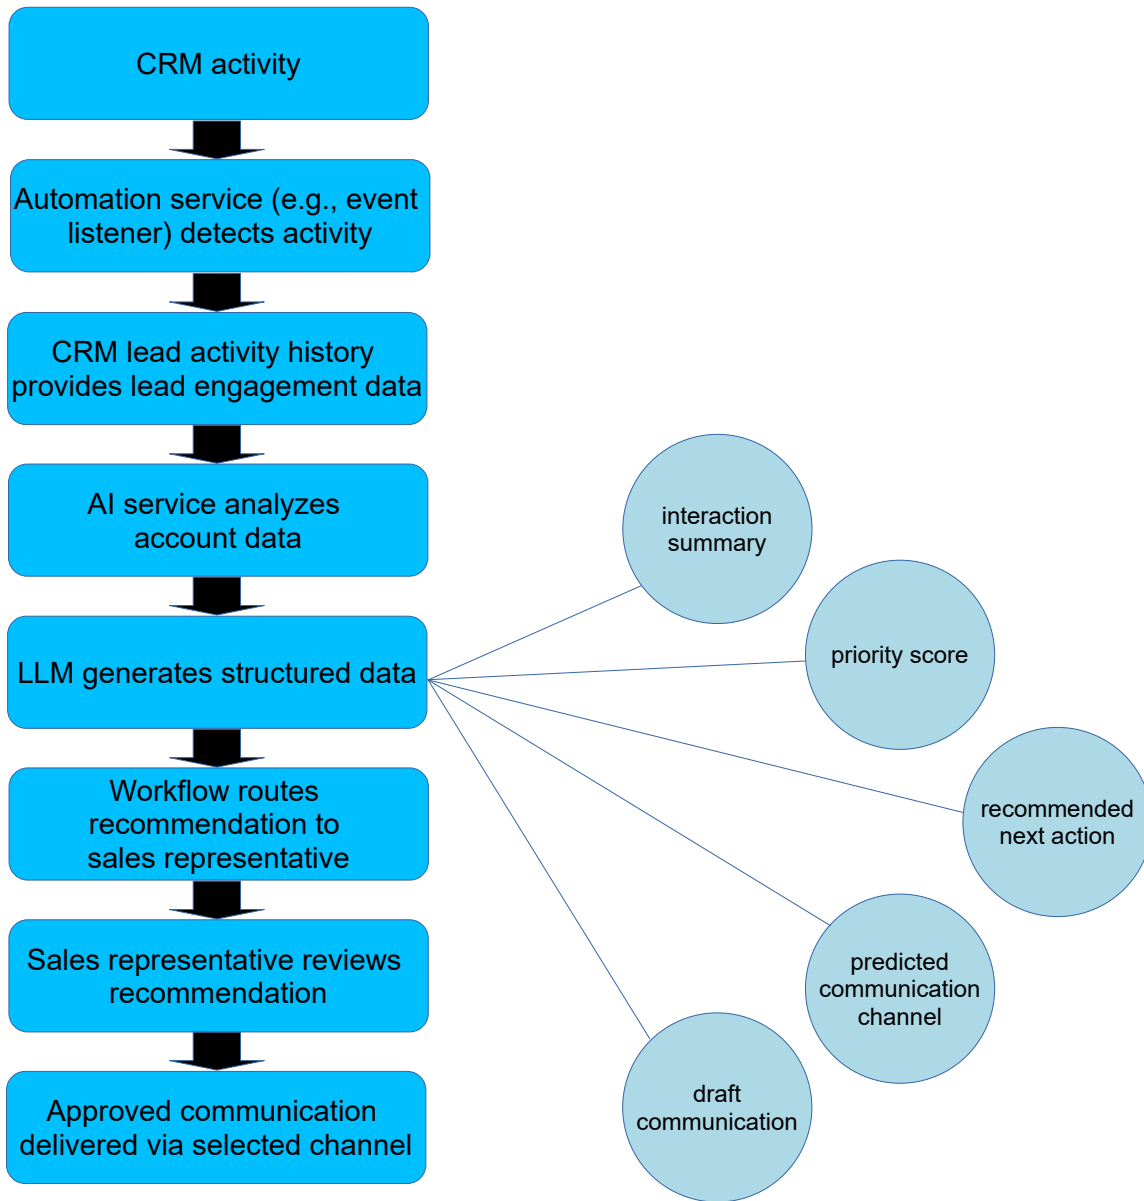 CRM activity
Automation service (e.g., event
listener) detects activity
CRM lead activity history
provides lead engagement data
AI service analyzes
account data
LLM generates structured data
Workflow routes
recommendation to
sales representative
Sales representative reviews
recommendation
Approved communication
delivered via selected channel
interaction
summary
priority score
recommended
next action
predicted
communication
channel
draft
communication